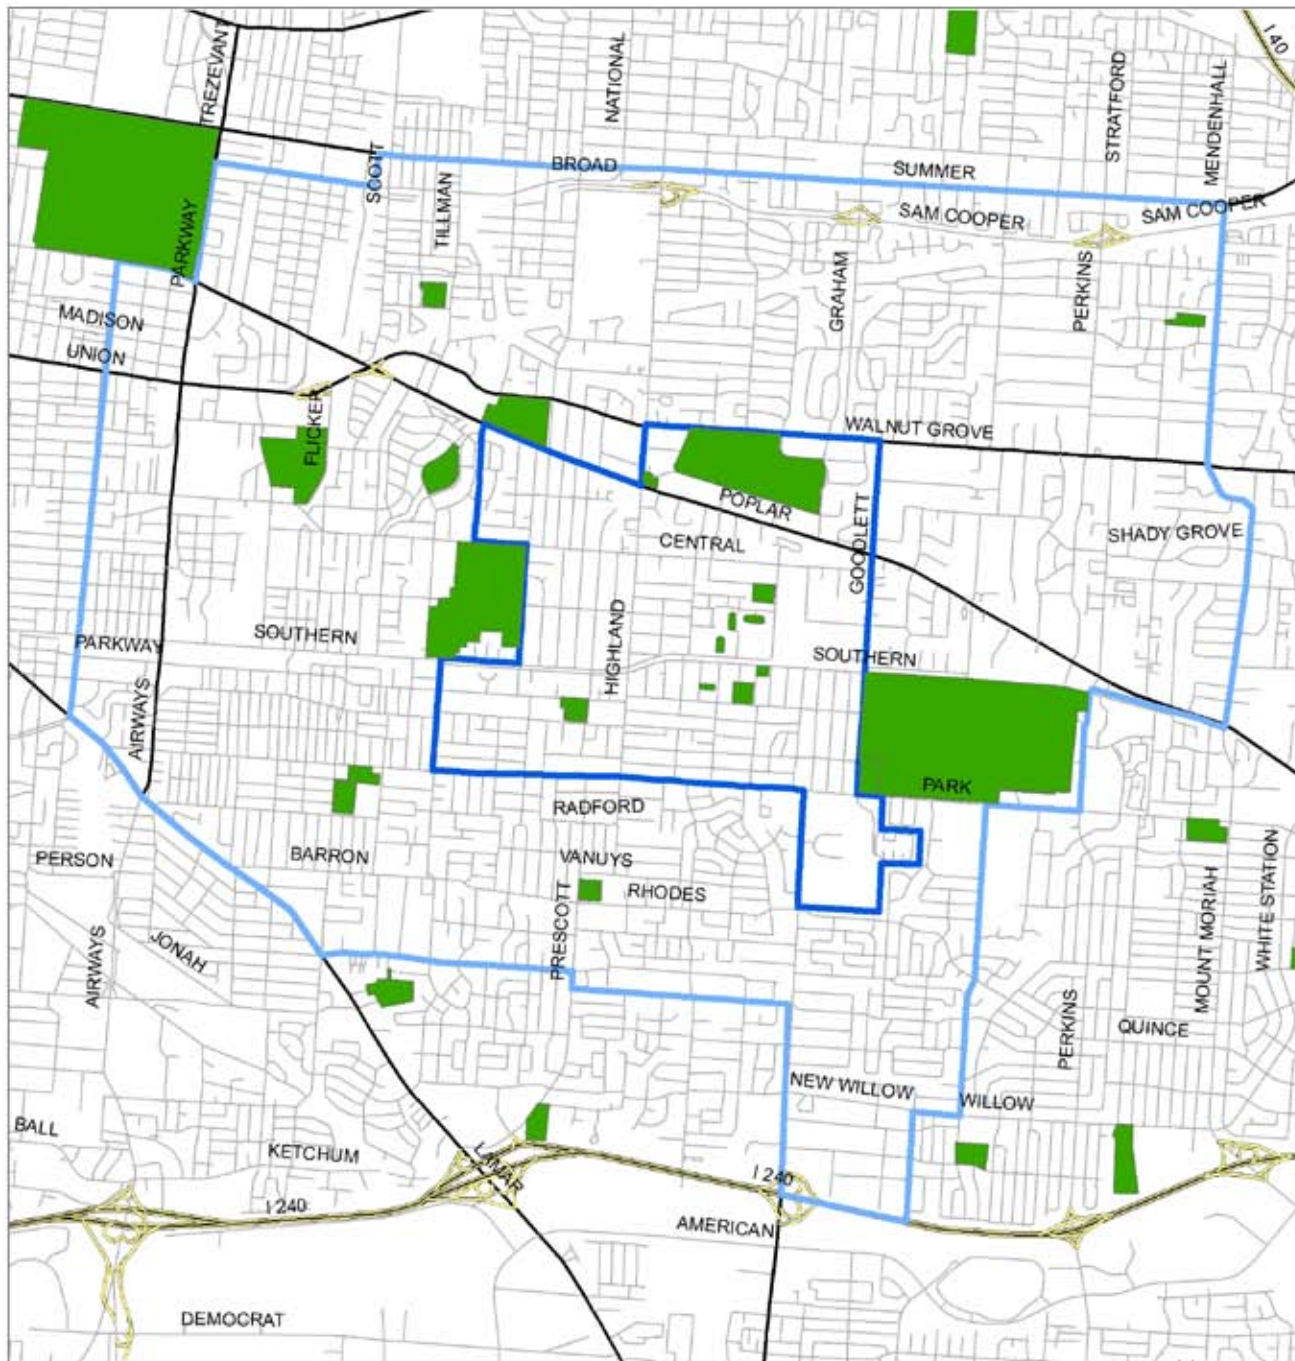 I 40
TREZEVANT
NATIONAL
STRATFORD
MENDENHALL
SCOTT
BROAD
SUMMER
TILLMAN
SAM COOPER
SAM COOPER
PARKWAY
GRAHAM
PERKINS
MADISON
UNION
FLICKER
WALNUT GROVE
POPLAR
GOODLETT
CENTRAL
SHADY GROVE
HIGHLAND
SOUTHERN
PARKWAY
SOUTHERN
AIRWAYS
PARK
RADFORD
PERSON
BARRON
VANUYS
RHODES
PRESCOTT
MOUNT MORIAH
WHITE STATION
AIRWAYS
JONAH
PERKINS
QUINCE
NEW WILLOW
WILLOW
BALL
KETCHUM
LAMAR
I 240
I 240
AMERICAN
DEMOCRAT